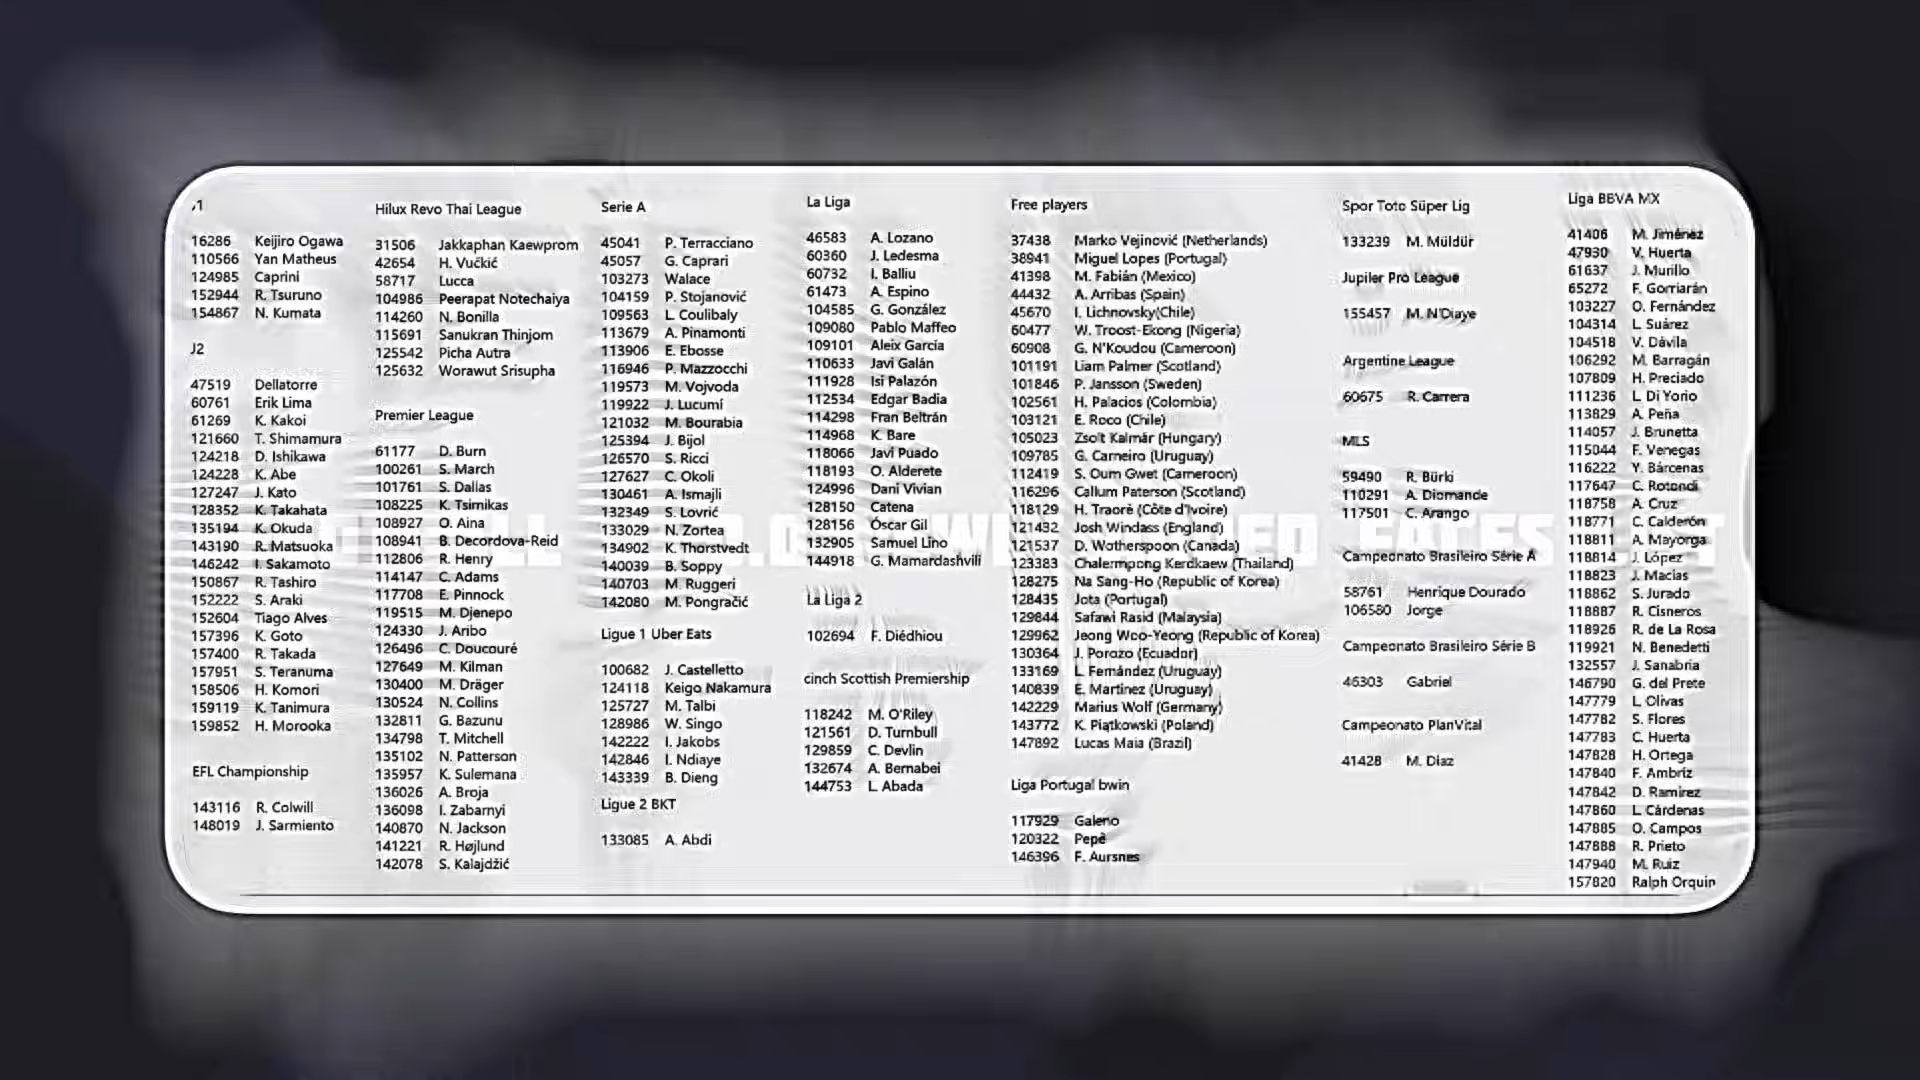 J1
16286 Keijiro Ogawa
110566 Yan Matheus
124985 Caprini
152944 R. Tsuruno
154867 N. Kumata
J2
47519 Dellatorre
60761 Erik Lima
61269 K. Kakoi
121660 T. Shimamura
124218 D. Ishikawa
124228 K. Abe
127247 J. Kato
128352 K. Takahata
135194 K. Okuda
143190 R. Matsuoka
146242 I. Sakamoto
150867 R. Tashiro
152222 S. Araki
152604 Tiago Alves
157396 K. Goto
157400 R. Takada
157951 S. Teranuma
158506 H. Komori
159119 K. Tanimura
159852 H. Morooka
EFL Championship
143116 R. Colwill
148019 J. Sarmiento
Hilux Revo Thai League
31506 Jakkaphan Kaewprom
42654 H. Vučkić
58717 Lucca
104986 Peerapat Notechaiya
114260 N. Bonilla
115691 Sanukran Thinjom
125542 Picha Autra
125632 Worawut Srisupha
Premier League
61177 D. Burn
100261 S. March
101761 S. Dallas
108225 K. Tsimikas
108927 O. Aina
108941 B. Decordova-Reid
112806 R. Henry
114147 C. Adams
117708 E. Pinnock
119515 M. Djenepo
124330 J. Aribo
126496 C. Doucouré
127649 M. Kilman
130400 M. Dräger
130524 N. Collins
132811 G. Bazunu
134798 T. Mitchell
135102 N. Patterson
135957 K. Sulemana
136026 A. Broja
136098 I. Zabarnyi
140870 N. Jackson
141221 R. Højlund
142078 S. Kalajdžić
Serie A
45041 P. Terracciano
45057 G. Caprari
103273 Walace
104159 P. Stojanović
109563 L. Coulibaly
113679 A. Pinamonti
113906 E. Ebosse
116946 P. Mazzocchi
119573 M. Vojvoda
119922 J. Lucumí
121032 M. Bourabia
125394 J. Bijol
126570 S. Ricci
127627 C. Okoli
130461 A. Ismajli
132349 S. Lovrić
133029 N. Zortea
134902 K. Thorstvedt
140039 B. Soppy
140703 M. Ruggeri
142080 M. Pongračić
Ligue 1 Uber Eats
100682 J. Castelletto
124118 Keigo Nakamura
125727 M. Talbi
128986 W. Singo
142222 I. Jakobs
142846 I. Ndiaye
143339 B. Dieng
Ligue 2 BKT
133085 A. Abdi
La Liga
46583 A. Lozano
60360 J. Ledesma
60732 I. Balliu
61473 A. Espino
104585 G. González
109080 Pablo Maffeo
109101 Aleix García
110633 Javi Galán
111928 Isi Palazón
112534 Edgar Badia
114298 Fran Beltrán
114968 K. Bare
118066 Javi Puado
118193 O. Alderete
124996 Dani Vivian
128150 Catena
128156 Óscar Gil
132905 Samuel Lino
144918 G. Mamardashvili
La Liga 2
102694 F. Diédhiou
cinch Scottish Premiership
118242 M. O'Riley
121561 D. Turnbull
129859 C. Devlin
132674 A. Bernabei
144753 L. Abada
Free players
37438 Marko Vejinović (Netherlands)
38941 Miguel Lopes (Portugal)
41398 M. Fabián (Mexico)
44432 A. Arribas (Spain)
45670 I. Lichnovsky(Chile)
60477 W. Troost-Ekong (Nigeria)
60908 G. N'Koudou (Cameroon)
101191 Liam Palmer (Scotland)
101846 P. Jansson (Sweden)
102561 H. Palacios (Colombia)
103121 E. Roco (Chile)
105023 Zsolt Kalmár (Hungary)
109785 G. Carneiro (Uruguay)
112419 S. Oum Gwet (Cameroon)
116296 Callum Paterson (Scotland)
118129 H. Traorè (Côte d'Ivoire)
121432 Josh Windass (England)
121537 D. Wotherspoon (Canada)
123383 Chalermpong Kerdkaew (Thailand)
128275 Na Sang-Ho (Republic of Korea)
128435 Jota (Portugal)
129844 Safawi Rasid (Malaysia)
129962 Jeong Woo-Yeong (Republic of Korea)
130364 J. Porozo (Ecuador)
133169 L. Fernández (Uruguay)
140839 E. Martínez (Uruguay)
142229 Marius Wolf (Germany)
143772 K. Piątkowski (Poland)
147892 Lucas Maia (Brazil)
Liga Portugal bwin
117929 Galeno
120322 Pepê
146396 F. Aursnes
Spor Toto Süper Lig
133239 M. Müldür
Jupiler Pro League
155457 M. N'Diaye
Argentine League
60675 R. Carrera
MLS
59490 R. Bürki
110291 A. Diomande
117501 C. Arango
Campeonato Brasileiro Série A
58761 Henrique Dourado
106580 Jorge
Campeonato Brasileiro Série B
46303 Gabriel
Campeonato PlanVital
41428 M. Díaz
Liga BBVA MX
41406 M. Jiménez
47930 V. Huerta
61637 J. Murillo
65272 F. Gorriarán
103227 O. Fernández
104314 L. Suárez
104518 V. Dávila
106292 M. Barragán
107809 H. Preciado
111236 L. Di Yorio
113829 A. Peña
114057 J. Brunetta
115044 F. Venegas
116222 Y. Bárcenas
117647 C. Rotondi
118758 A. Cruz
118771 C. Calderón
118811 A. Mayorga
118814 J. López
118823 J. Macías
118862 S. Jurado
118887 R. Cisneros
118926 R. de La Rosa
119921 N. Benedetti
132557 J. Sanabria
146790 G. del Prete
147779 L. Olivas
147782 S. Flores
147783 C. Huerta
147828 H. Ortega
147840 F. Ambríz
147842 D. Ramírez
147860 L. Cárdenas
147885 O. Campos
147888 R. Prieto
147940 M. Ruiz
157820 Ralph Orquin